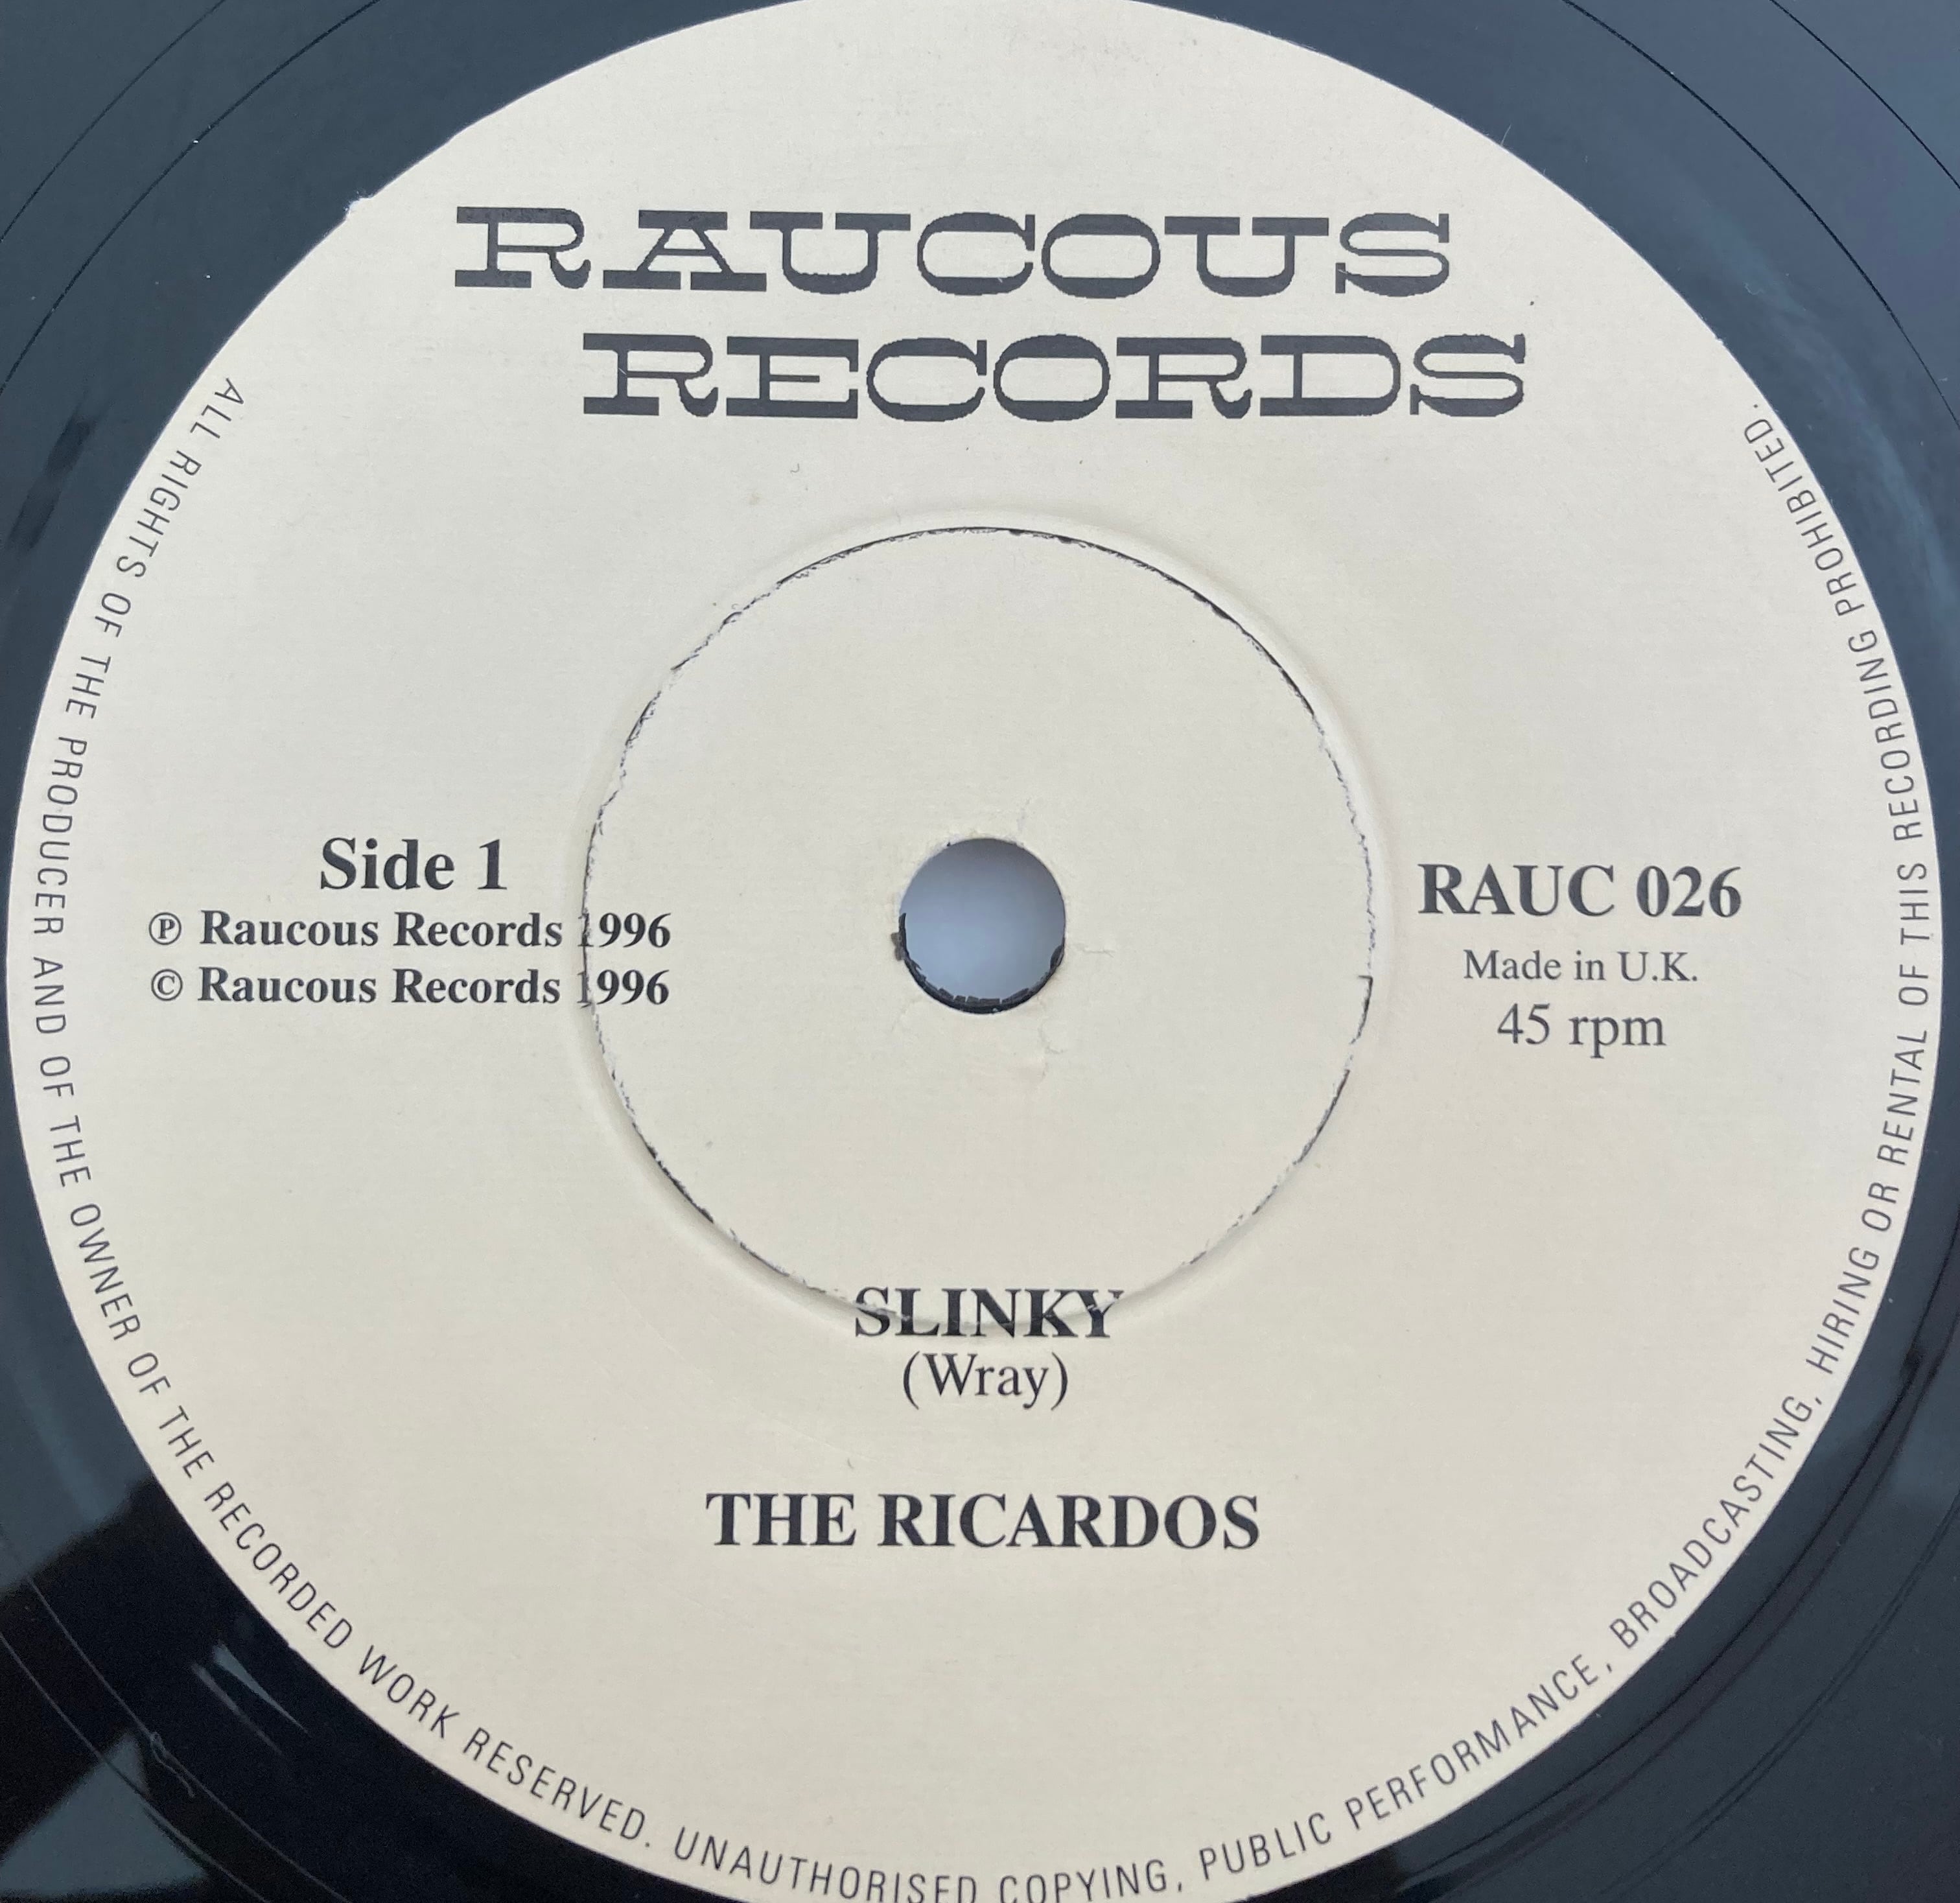 RAUCOUS
RECORDS
Side 1
℗ Raucous Records 1996
© Raucous Records 1996
RAUC 026
Made in U.K.
45 rpm
SLINKY
(Wray)
THE RICARDOS
ALL RIGHTS OF THE PRODUCER AND OF THE OWNER OF THE RECORDED WORK RESERVED. UNAUTHORISED COPYING, PUBLIC PERFORMANCE, BROADCASTING, HIRING OR RENTAL OF THIS RECORDING PROHIBITED.